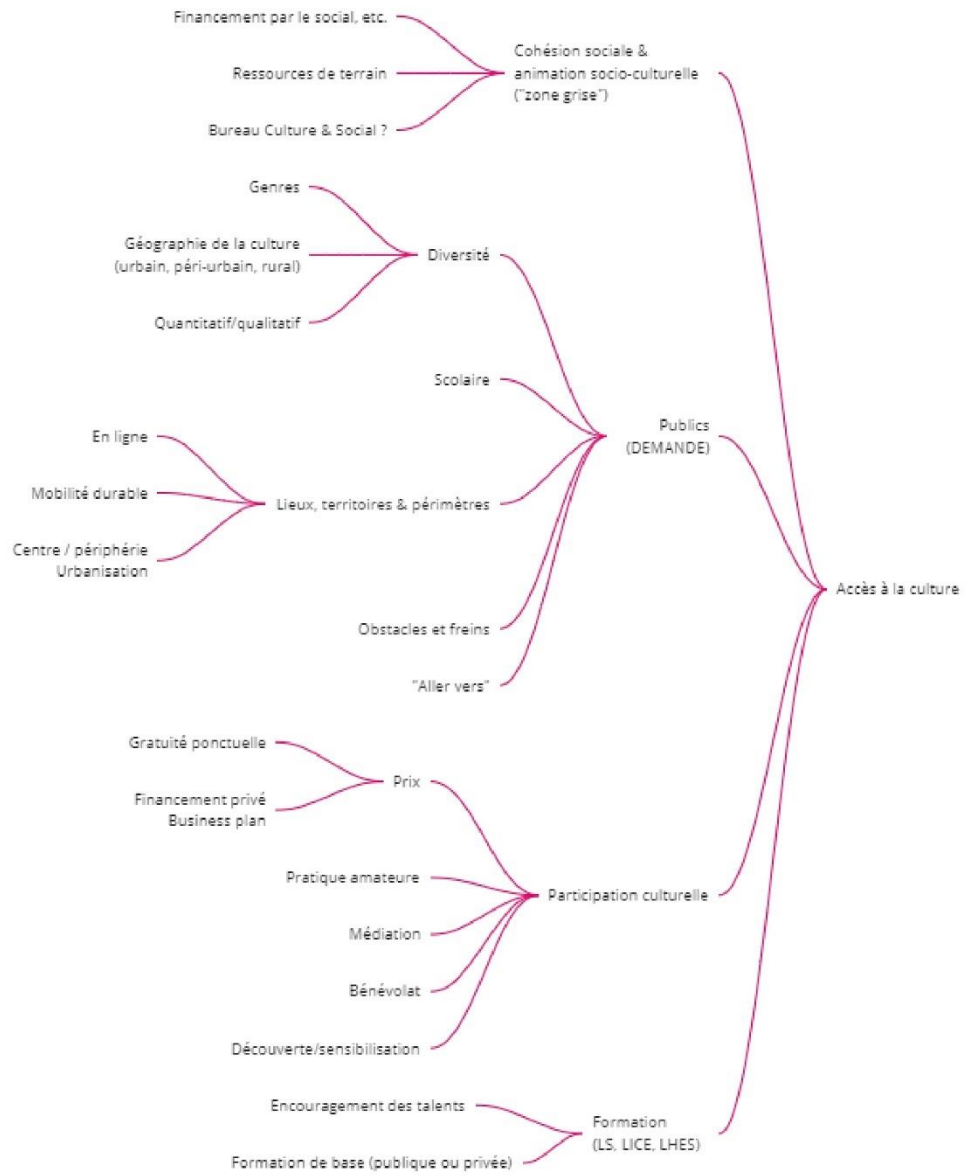 Financement par le social, etc.
Ressources de terrain
Bureau Culture & Social ?
Cohésion sociale &
animation socio-culturelle
("zone grise")
Genres
Géographie de la culture
(urbain, péri-urbain, rural)
Quantitatif/qualitatif
Diversité
Scolaire
En ligne
Mobilité durable
Centre / périphérie
Urbanisation
Lieux, territoires & périmètres
Obstacles et freins
"Aller vers"
Publics
(DEMANDE)
Gratuité ponctuelle
Financement privé
Business plan
Prix
Pratique amateure
Médiation
Bénévolat
Découverte/sensibilisation
Participation culturelle
Encouragement des talents
Formation de base (publique ou privée)
Formation
(LS, LICE, LHES)
Accès à la culture